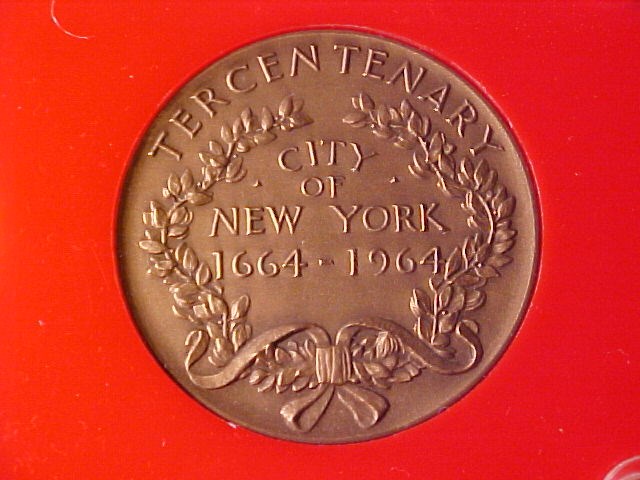 TERCENTENARY
CITY
OF
NEW YORK
1664 - 1964